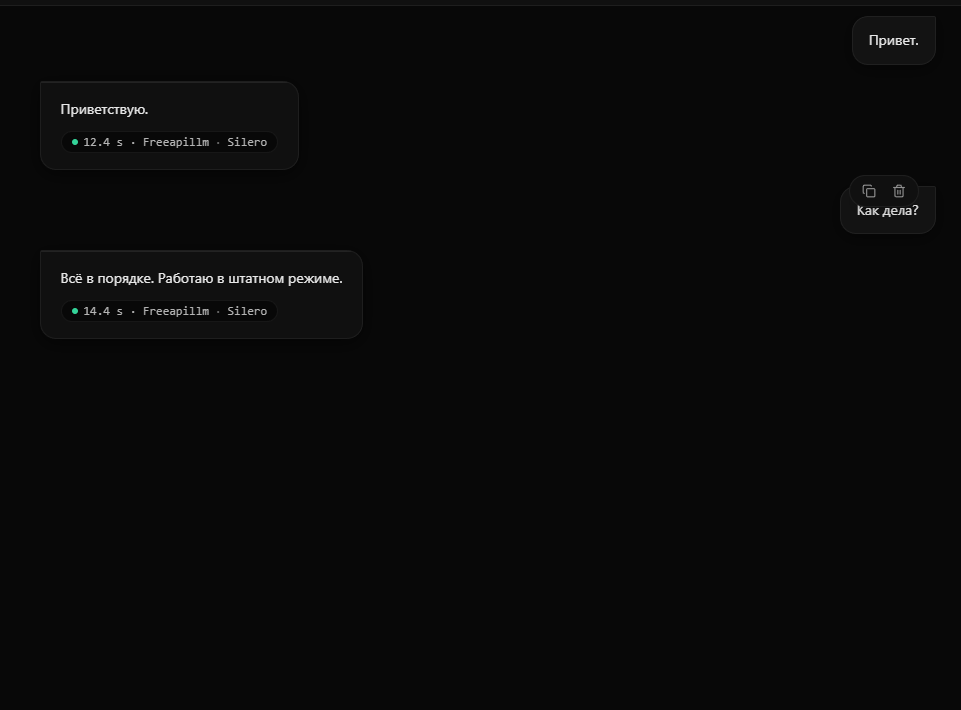 Привет.
Приветствую.
12.4 s · Freeapillm · Silero
Как дела?
Всё в порядке. Работаю в штатном режиме.
14.4 s · Freeapillm · Silero